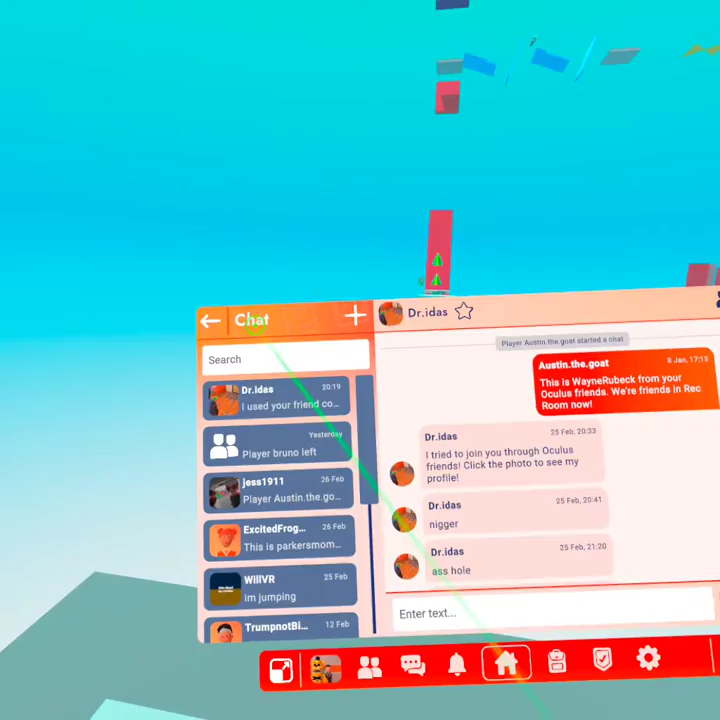 Chat
Search
Dr.idas
20:19
I used your friend co...
Yesterday
Player bruno left
jess1911
26 Feb
Player Austin.the.go...
ExcitedFrog...
26 Feb
This is parkersmom...
WillVR
25 Feb
Im jumping
TrumpnotBi...
12 Feb
Dr.idas
Player Austin.the.goat started a chat
Austin.the.goat
8 Jan, 17:15
This is WayneRubeck from your
Oculus friends. We're friends in Rec
Room now!
Dr.idas
25 Feb, 20:33
I tried to join you through Oculus
friends! Click the photo to see my
profile!
Dr.idas
25 Feb, 20:41
nigger
Dr.idas
25 Feb, 21:20
ass hole
Enter text...